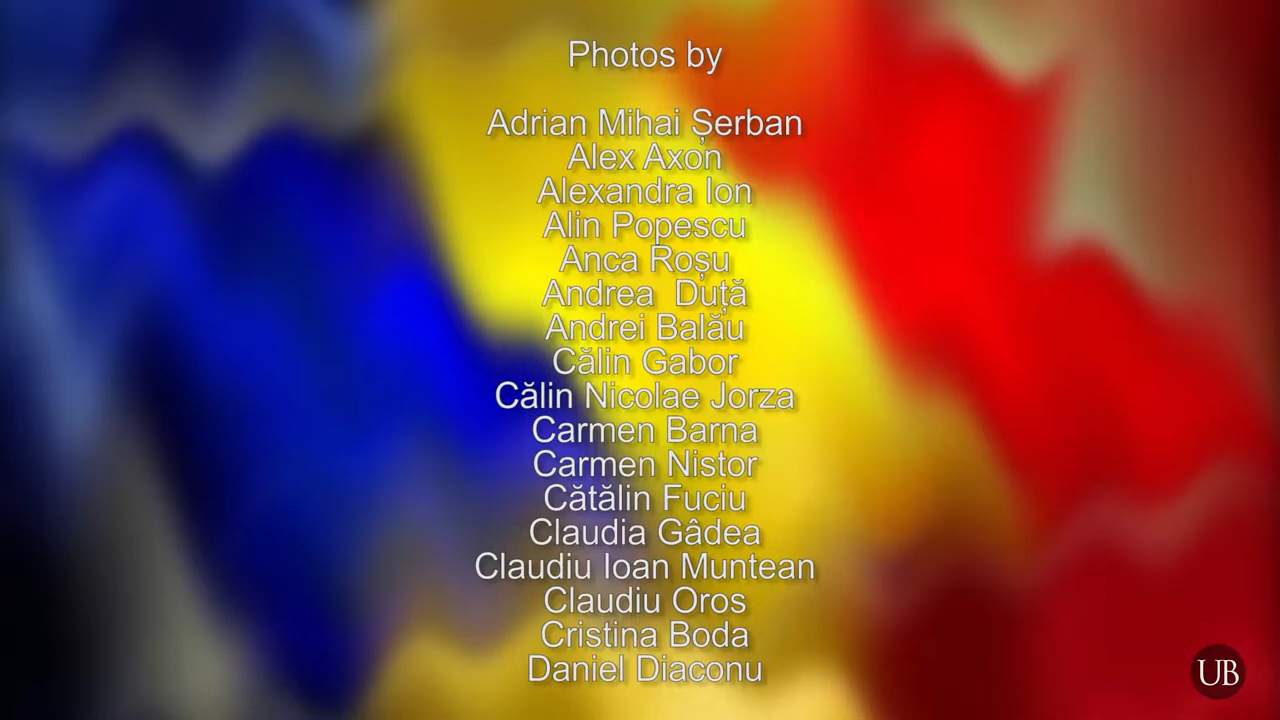 Photos by
Adrian Mihai Șerban
Alex Axon
Alexandra Ion
Alin Popescu
Anca Roșu
Andrea  Duță
Andrei Balău
Călin Gabor
Călin Nicolae Jorza
Carmen Barna
Carmen Nistor
Cătălin Fuciu
Claudia Gâdea
Claudiu Ioan Muntean
Claudiu Oros
Cristina Boda
Daniel Diaconu
UB